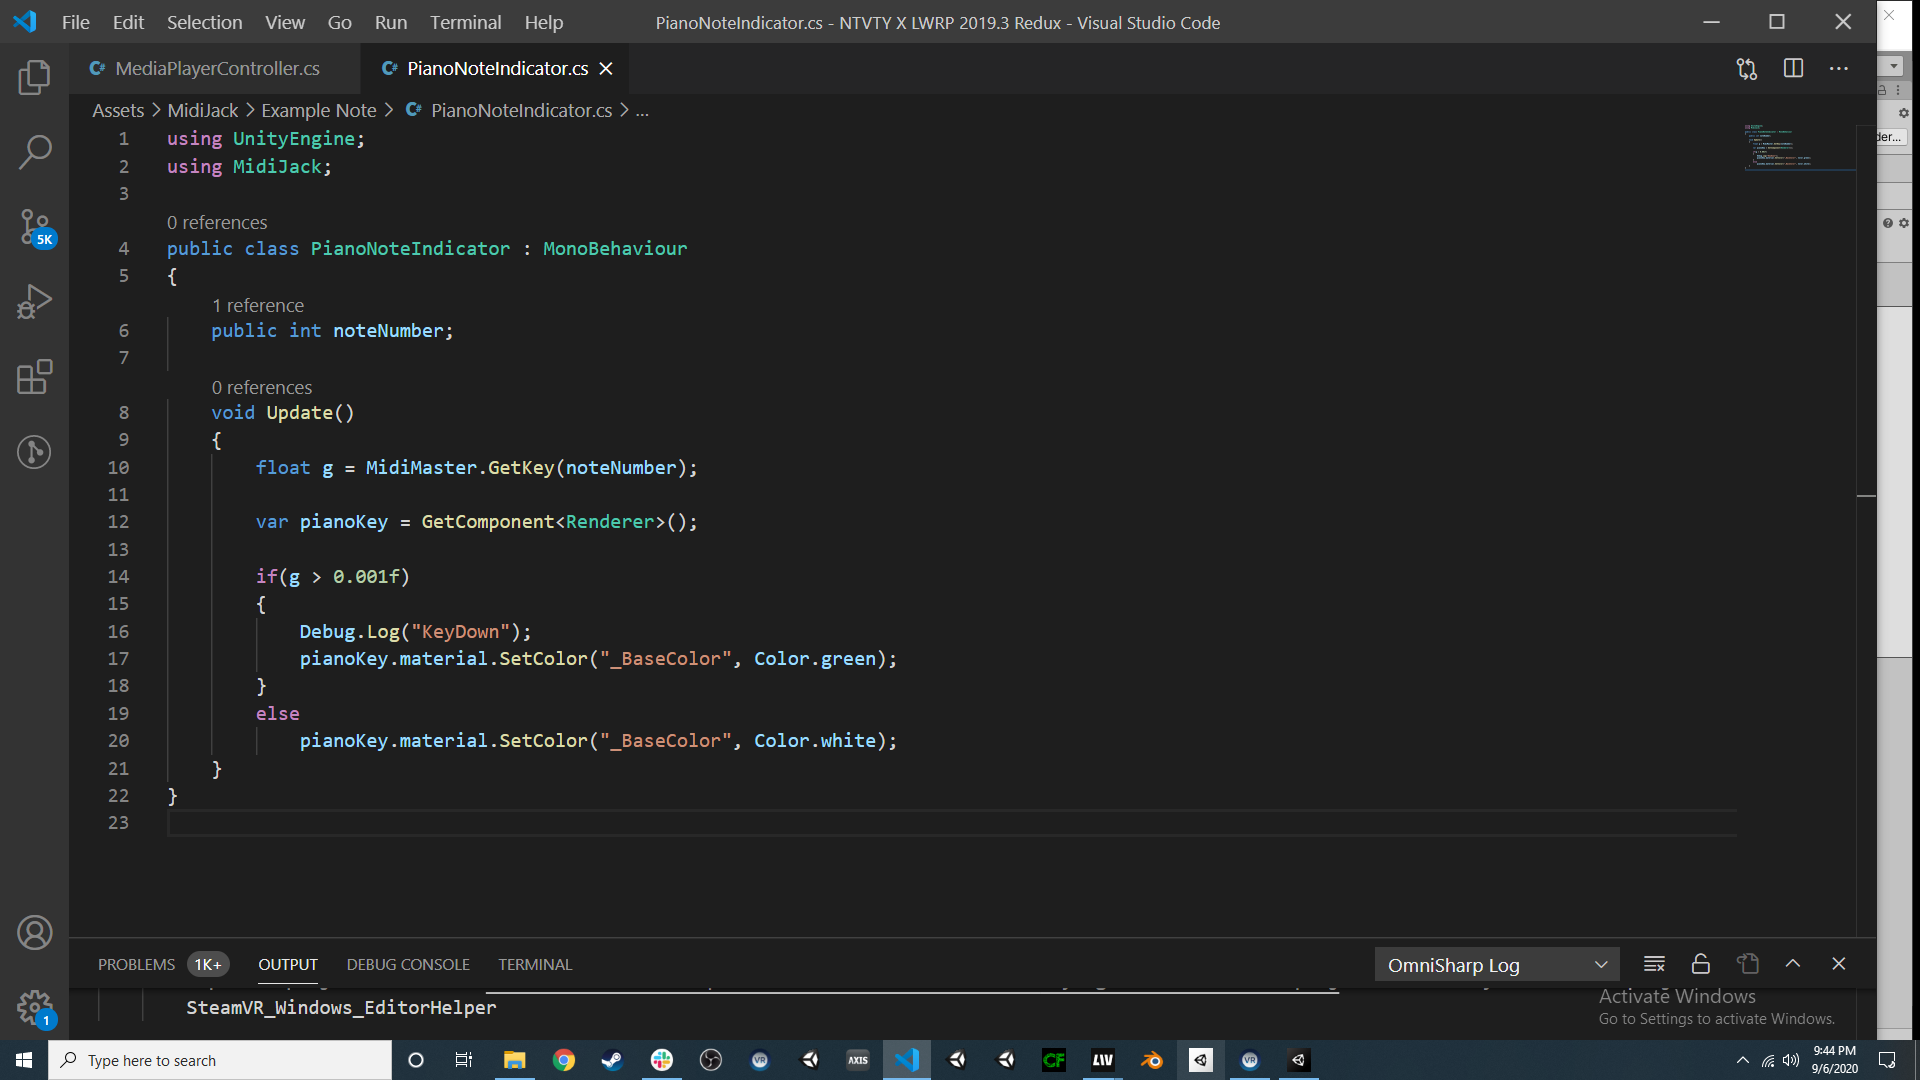 File Edit Selection View Go Run Terminal Help PianoNoteIndicator.cs - NTVTY X LWRP 2019.3 Redux - Visual Studio Code
C# MediaPlayerController.cs C# PianoNoteIndicator.cs
Assets > MidiJack > Example Note > C# PianoNoteIndicator.cs > ...
1 using UnityEngine;
2 using MidiJack;
3
0 references
4 public class PianoNoteIndicator : MonoBehaviour
5 {
1 reference
6 public int noteNumber;
7
0 references
8 void Update()
9 {
10 float g = MidiMaster.GetKey(noteNumber);
11
12 var pianoKey = GetComponent<Renderer>();
13
14 if(g > 0.001f)
15 {
16 Debug.Log("KeyDown");
17 pianoKey.material.SetColor("_BaseColor", Color.green);
18 }
19 else
20 pianoKey.material.SetColor("_BaseColor", Color.white);
21 }
22 }
23
5K
der...
PROBLEMS 1K+ OUTPUT DEBUG CONSOLE TERMINAL OmniSharp Log
SteamVR_Windows_EditorHelper
Activate Windows
Go to Settings to activate Windows.
1
Type here to search
VR AXIS CF LIV VR
9:44 PM
9/6/2020